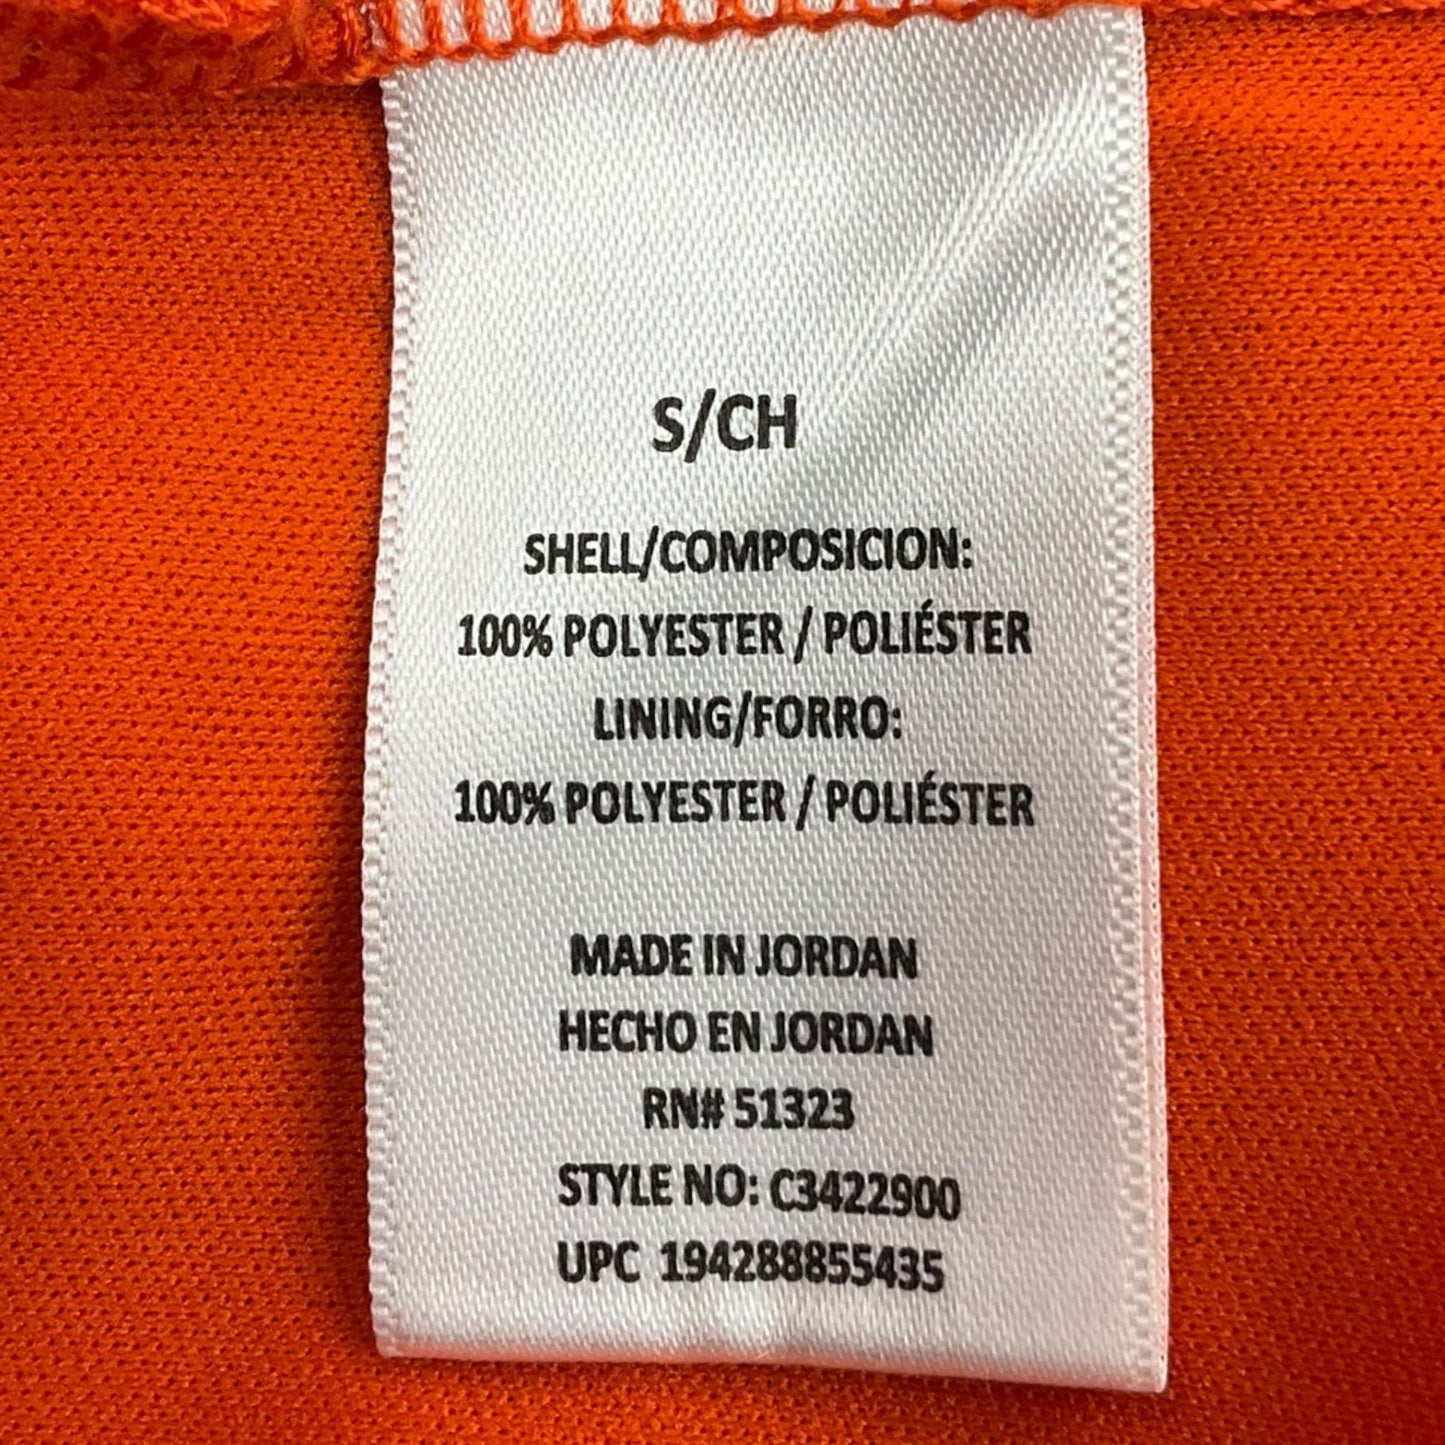 S/CH
SHELL/COMPOSICION:
100% POLYESTER / POLIÉSTER
LINING/FORRO:
100% POLYESTER / POLIÉSTER
MADE IN JORDAN
HECHO EN JORDAN
RN# 51323
STYLE NO: C3422900
UPC 194288855435